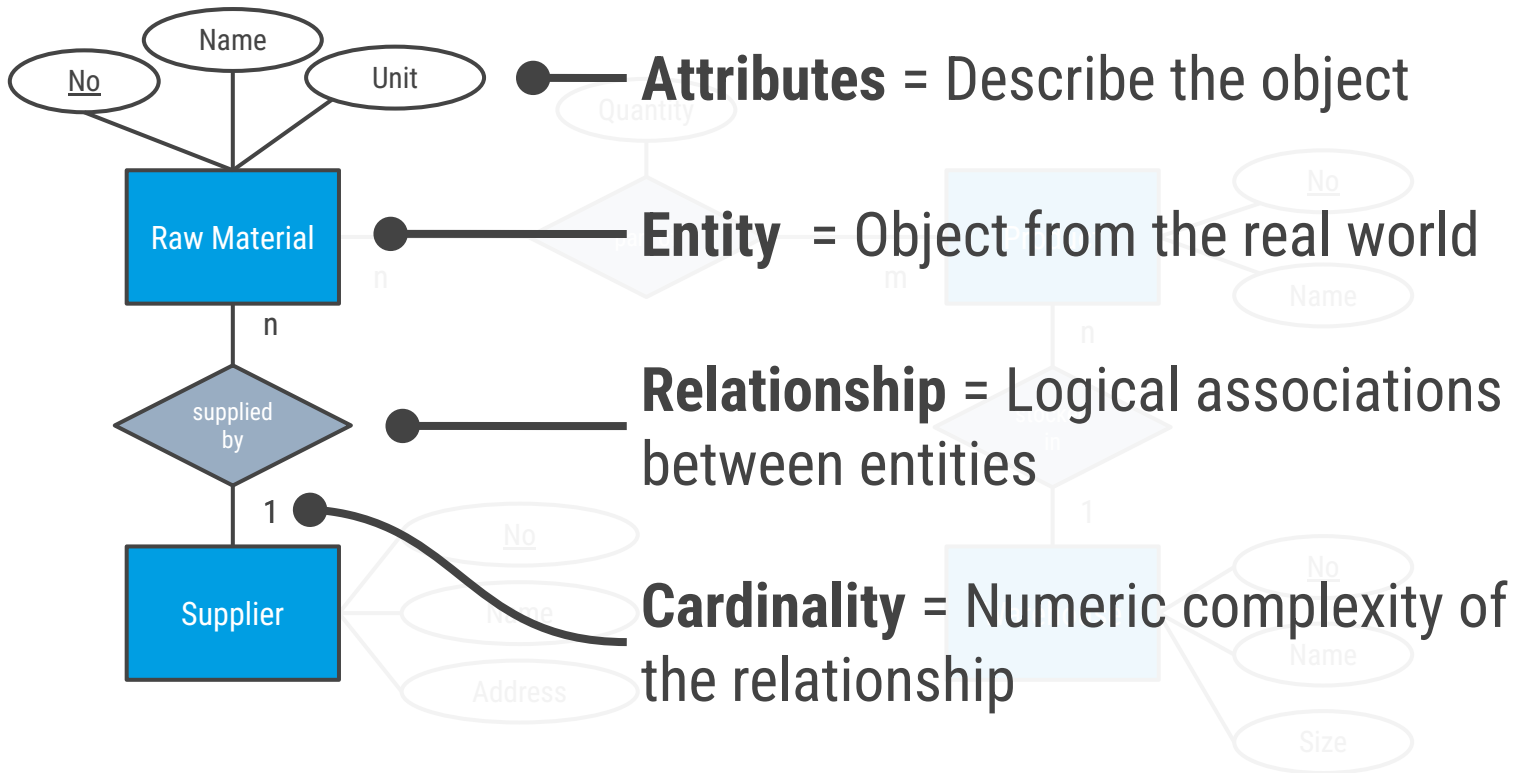 Name
No
Unit
Attributes = Describe the object
Quantity
No
Raw Material
Entity = Object from the real world
n
m
Name
n
n
Relationship = Logical associations
supplied
by
in
between entities
1
1
No
No
Supplier
Name
Cardinality = Numeric complexity of
Name
the relationship
Address
Size